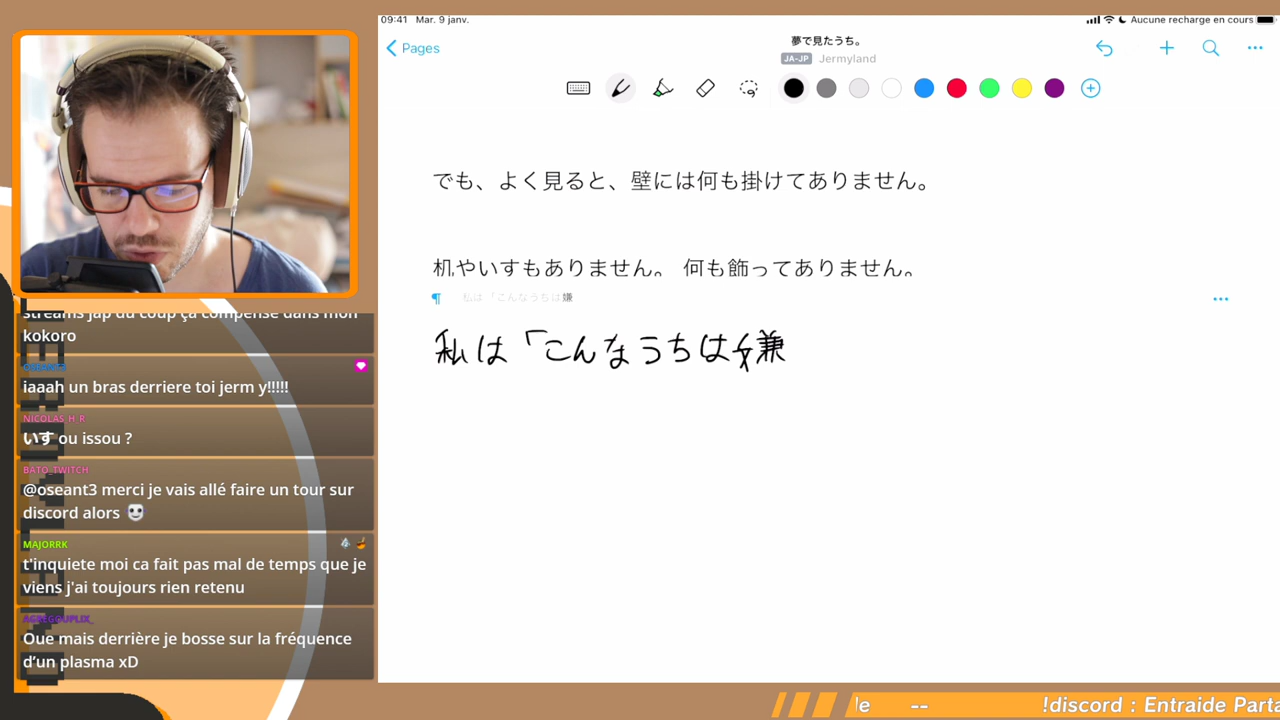 09:41 Mar. 9 janv.
Aucune recharge en cours
Pages
夢で見たうち。
JA-JP Jermyland
でも、よく見ると、壁には何も掛けてありません。
机やいすもありません。 何も飾ってありません。
私は「こんなうちは嫌
私は「こんなうちは嫌
streams jap du coup ça compense dans mon
kokoro
iaaah un bras derriere toi jerm y!!!!!
NICOLAS_H_R
いす ou issou ?
BATO_TWITCH
@oseant3 merci je vais allé faire un tour sur
discord alors
MAJORRK
t'inquiete moi ca fait pas mal de temps que je
viens j'ai toujours rien retenu
Oue mais derrière je bosse sur la fréquence
d'un plasma xD
!discord : Entraide Parta